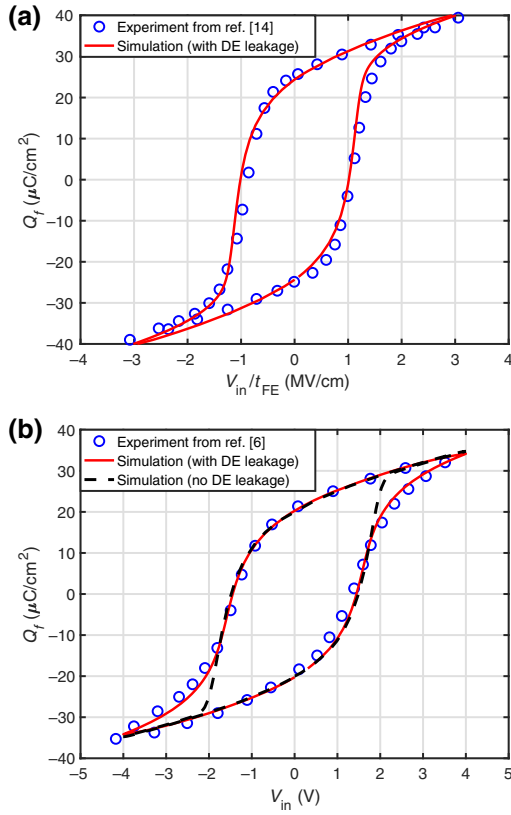 (a)
40
Experiment from ref. [14]
30
Simulation (with DE leakage)
20
10
0
−10
−20
−30
−40
Q_f (μC/cm²)
−4 −3 −2 −1 0 1 2 3 4
V_in/t_FE (MV/cm)
(b)
40
Experiment from ref. [6]
30
Simulation (with DE leakage)
Simulation (no DE leakage)
20
10
0
−10
−20
−30
−40
Q_f (μC/cm²)
−5 −4 −3 −2 −1 0 1 2 3 4 5
V_in (V)